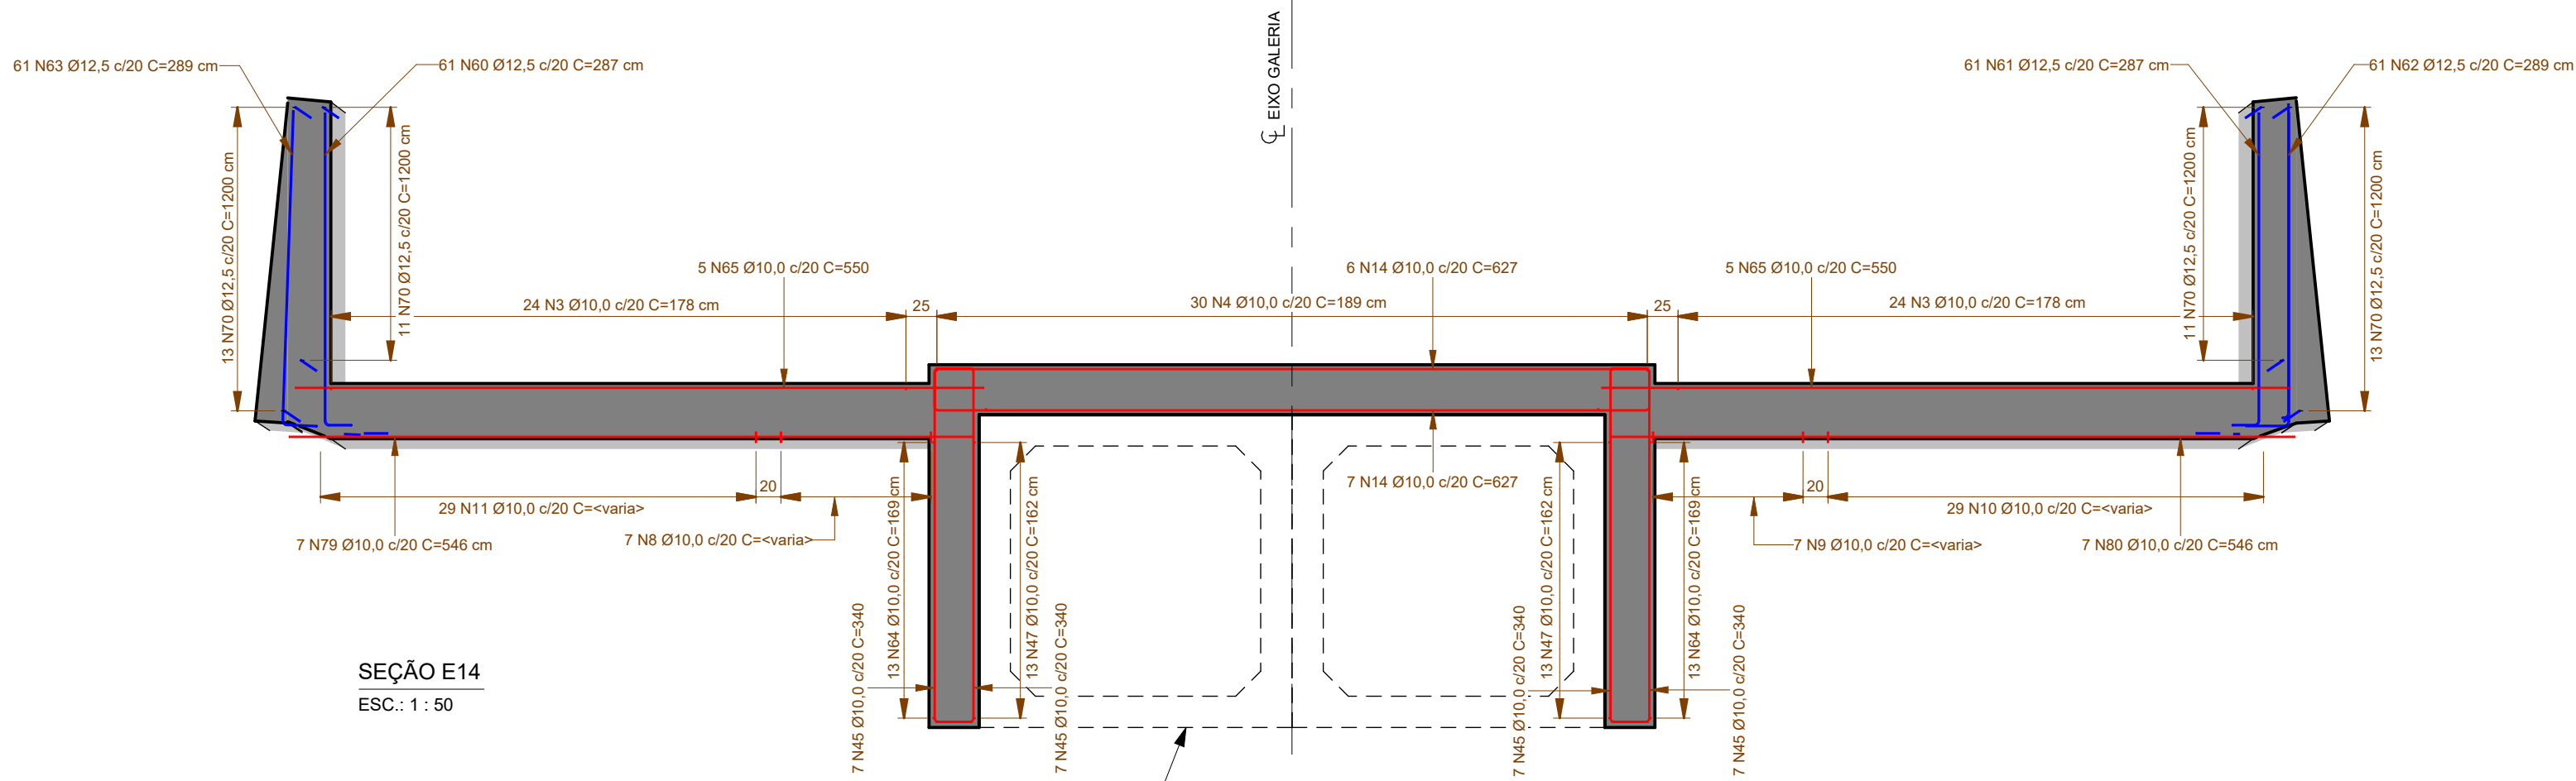 EIXO GALERIA
61 N63 Ø12,5 c/20 C=289 cm
61 N60 Ø12,5 c/20 C=287 cm
61 N61 Ø12,5 c/20 C=287 cm
61 N62 Ø12,5 c/20 C=289 cm
13 N70 Ø12,5 c/20 C=1200 cm
11 N70 Ø12,5 c/20 C=1200 cm
11 N70 Ø12,5 c/20 C=1200 cm
13 N70 Ø12,5 c/20 C=1200 cm
5 N65 Ø10,0 c/20 C=550
6 N14 Ø10,0 c/20 C=627
5 N65 Ø10,0 c/20 C=550
24 N3 Ø10,0 c/20 C=178 cm
25
30 N4 Ø10,0 c/20 C=189 cm
25
24 N3 Ø10,0 c/20 C=178 cm
7 N14 Ø10,0 c/20 C=627
20
20
29 N11 Ø10,0 c/20 C=<varia>
29 N10 Ø10,0 c/20 C=<varia>
7 N79 Ø10,0 c/20 C=546 cm
7 N8 Ø10,0 c/20 C=<varia>
7 N9 Ø10,0 c/20 C=<varia>
7 N80 Ø10,0 c/20 C=546 cm
13 N64 Ø10,0 c/20 C=169 cm
13 N47 Ø10,0 c/20 C=162 cm
13 N47 Ø10,0 c/20 C=162 cm
13 N64 Ø10,0 c/20 C=169 cm
7 N45 Ø10,0 c/20 C=340
7 N45 Ø10,0 c/20 C=340
7 N45 Ø10,0 c/20 C=340
7 N45 Ø10,0 c/20 C=340
SEÇÃO E14
ESC.: 1 : 50